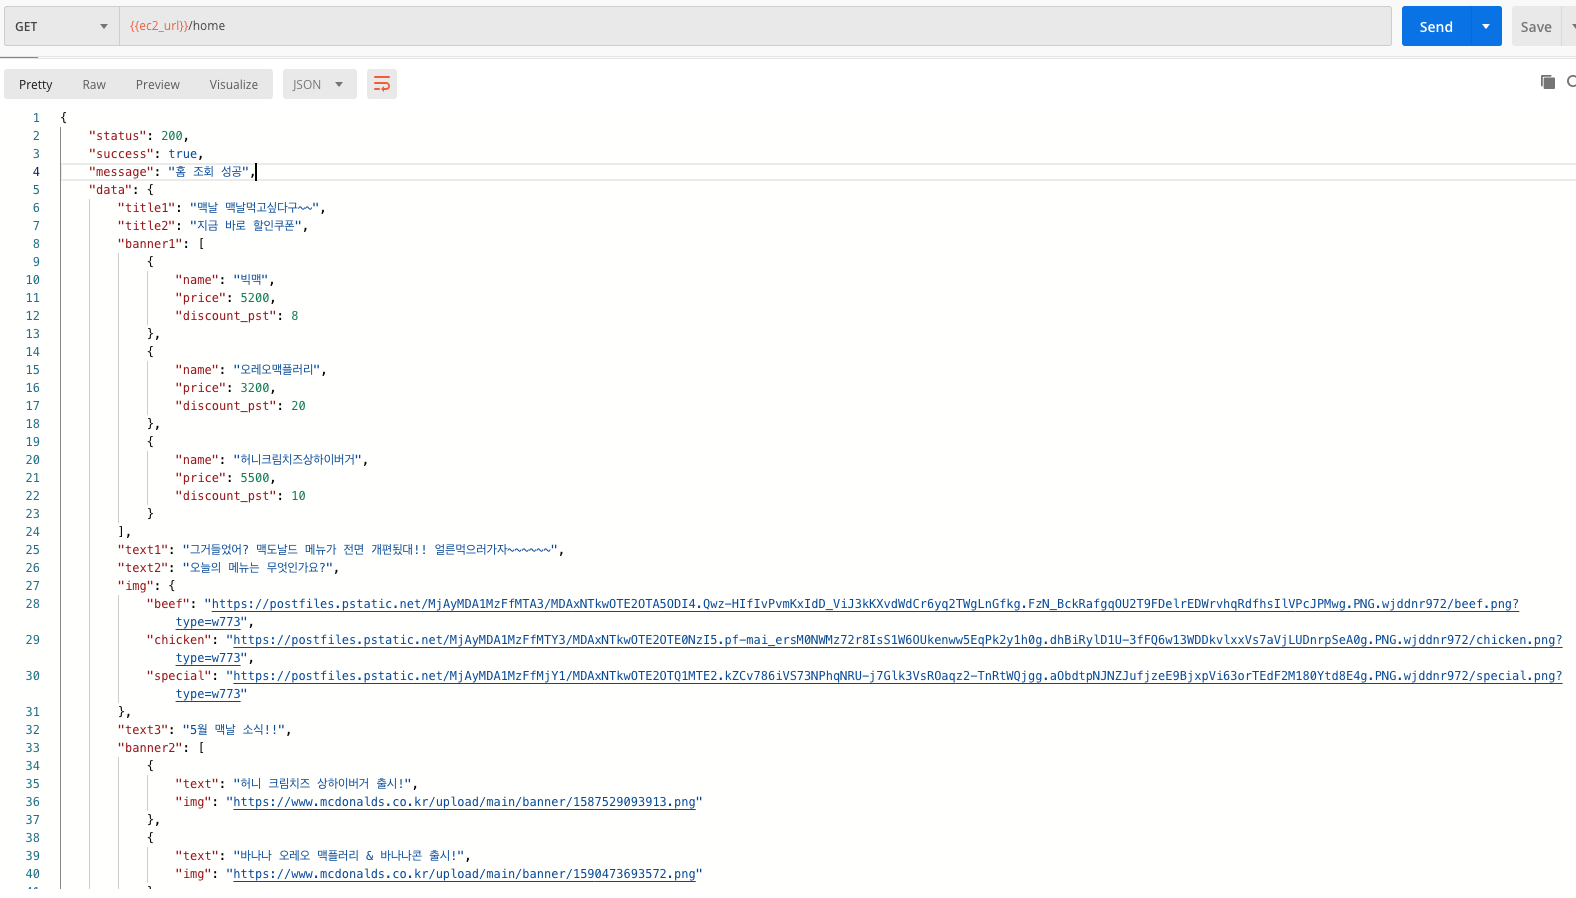 GET {{ec2_url}}/home Send Save
Pretty Raw Preview Visualize JSON
1 {
2 "status": 200,
3 "success": true,
4 "message": "홈 조회 성공",
5 "data": {
6 "title1": "맥날 맥날먹고싶다구~~",
7 "title2": "지금 바로 할인쿠폰",
8 "banner1": [
9 {
10 "name": "빅맥",
11 "price": 5200,
12 "discount_pst": 8
13 },
14 {
15 "name": "오레오맥플러리",
16 "price": 3200,
17 "discount_pst": 20
18 },
19 {
20 "name": "허니크림치즈상하이버거",
21 "price": 5500,
22 "discount_pst": 10
23 }
24 ],
25 "text1": "그거들었어? 맥도날드 메뉴가 전면 개편됬대!! 얼른먹으러가자~~~~~~",
26 "text2": "오늘의 메뉴는 무엇인가요?",
27 "img": {
28 "beef": "https://postfiles.pstatic.net/MjAyMDA1MzFfMTA3/MDAxNTkwOTE2OTA5ODI4.Qwz-HIfIvPvmKxIdD_ViJ3kKXvdWdCr6yq2TWgLnGfkg.FzN_BckRafgqOU2T9FDelrEDWrvhqRdfhsIlVPcJPMwg.PNG.wjddnr972/beef.png?
type=w773",
29 "chicken": "https://postfiles.pstatic.net/MjAyMDA1MzFfMTY3/MDAxNTkwOTE2OTE0NzI5.pf-mai_ersM0NWMz72r8IsS1W6OUkenww5EqPk2y1h0g.dhBiRylD1U-3fFQ6w13WDDkvlxxVs7aVjLUDnrpSeA0g.PNG.wjddnr972/chicken.png?
type=w773",
30 "special": "https://postfiles.pstatic.net/MjAyMDA1MzFfMjY1/MDAxNTkwOTE2OTQ1MTE2.kZCv786iVS73NPhqNRU-j7Glk3VsROaqz2-TnRtWQjgg.aObdtpNJNZJufjzeE9BjxpVi63orTEdF2M180Ytd8E4g.PNG.wjddnr972/special.png?
type=w773"
31 },
32 "text3": "5월 맥날 소식!!",
33 "banner2": [
34 {
35 "text": "허니 크림치즈 상하이버거 출시!",
36 "img": "https://www.mcdonalds.co.kr/upload/main/banner/1587529093913.png"
37 },
38 {
39 "text": "바나나 오레오 맥플러리 & 바나나콘 출시!",
40 "img": "https://www.mcdonalds.co.kr/upload/main/banner/1590473693572.png"